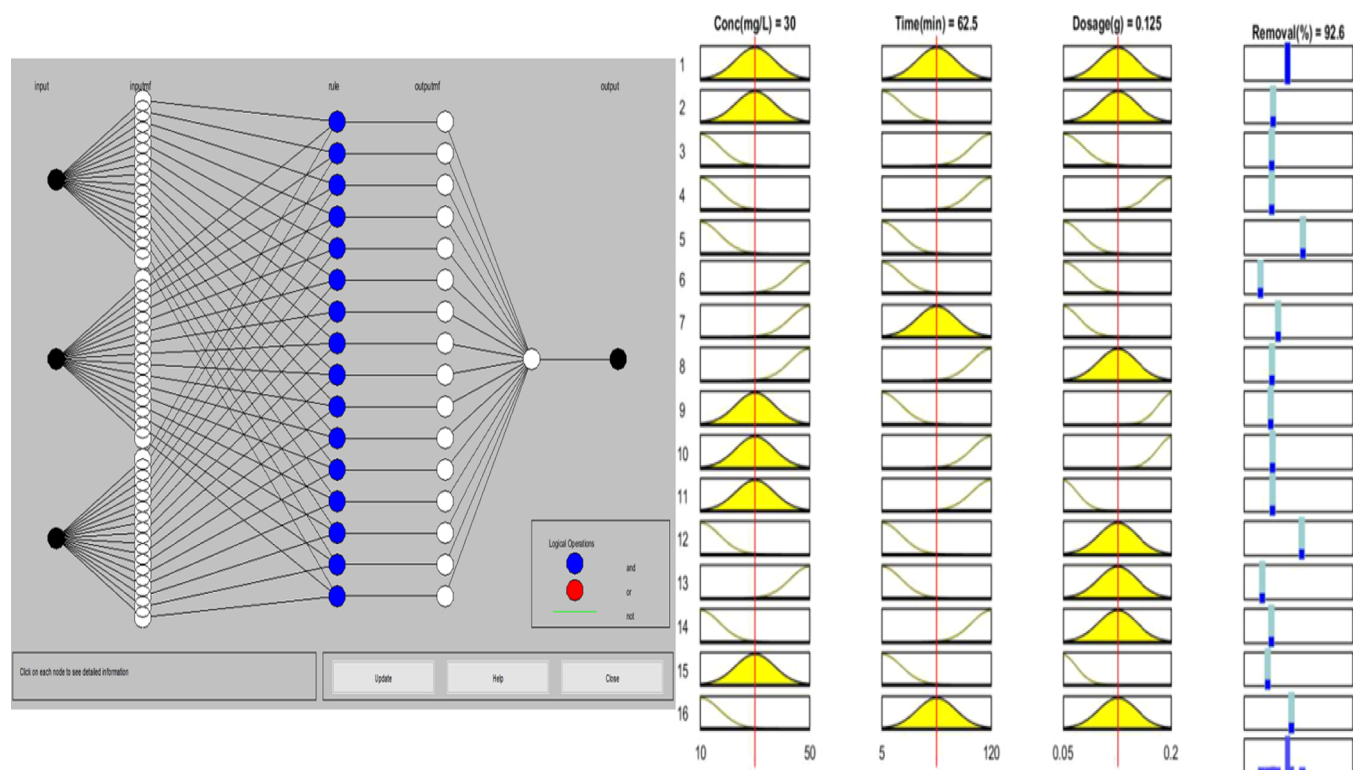 input
inputmf
rule
outputmf
output
Logical Operations
and
or
not
Click on each node to see detailed information
Update
Help
Close
Conc(mg/L) = 30
Time(min) = 62.5
Dosage(g) = 0.125
Removal(%) = 92.6
1
2
3
4
5
6
7
8
9
10
11
12
13
14
15
16
10 50
5 120
0.05 0.2